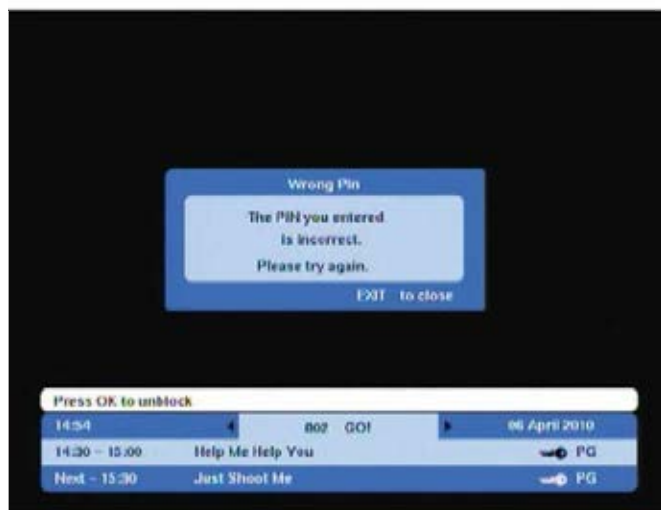 Wrong Pin
The PIN you entered
is incorrect.
Please try again.
EXIT to close
Press OK to unblock
14:54 802 GO! 06 April 2010
14:30 – 15:00 Help Me Help You PG
Next – 15:30 Just Shoot Me PG